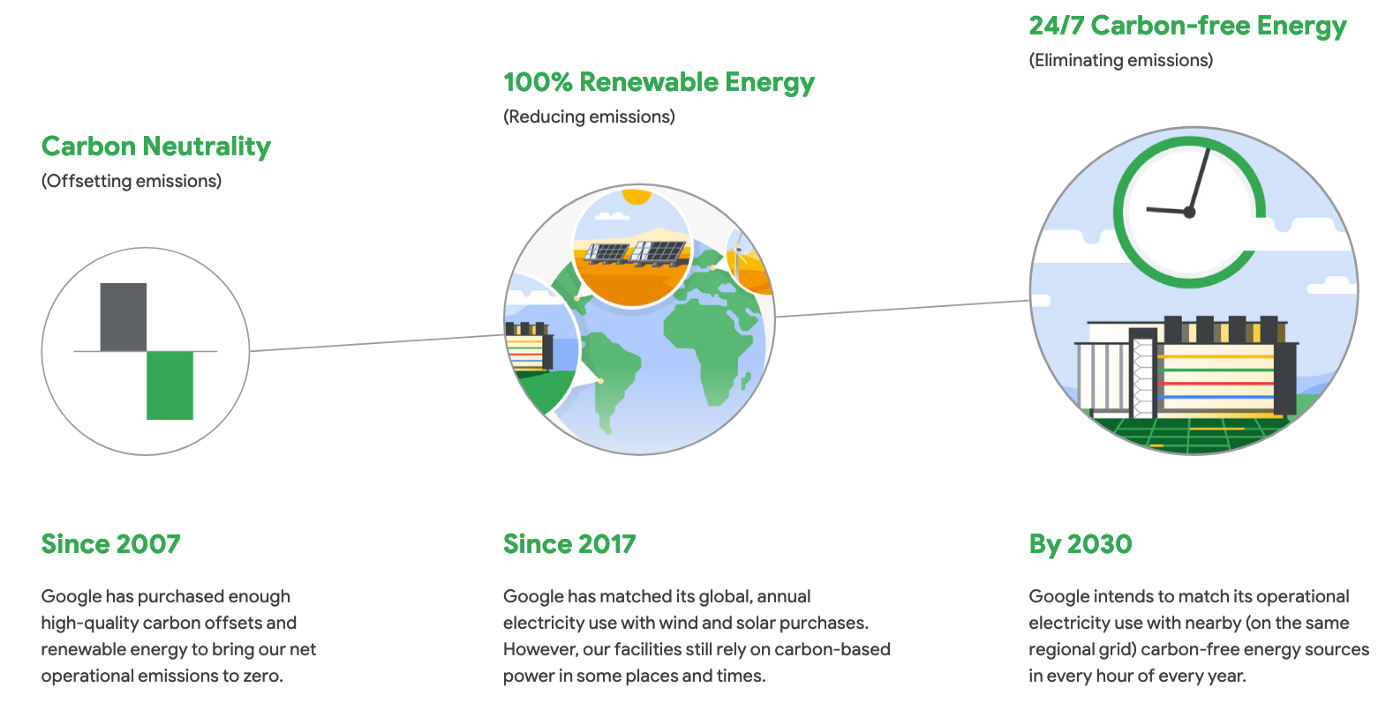 Carbon Neutrality
(Offsetting emissions)
Since 2007
Google has purchased enough
high-quality carbon offsets and
renewable energy to bring our net
operational emissions to zero.
100% Renewable Energy
(Reducing emissions)
Since 2017
Google has matched its global, annual
electricity use with wind and solar purchases.
However, our facilities still rely on carbon-based
power in some places and times.
24/7 Carbon-free Energy
(Eliminating emissions)
By 2030
Google intends to match its operational
electricity use with nearby (on the same
regional grid) carbon-free energy sources
in every hour of every year.